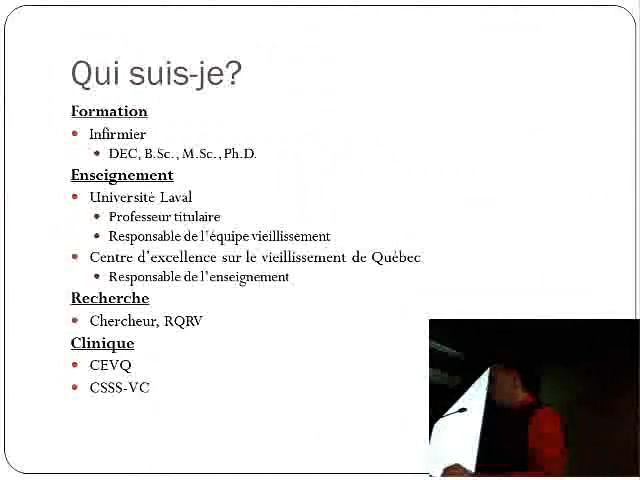 Qui suis-je?
Formation
• Infirmier
• DEC, B.Sc., M.Sc., Ph.D.
Enseignement
• Université Laval
• Professeur titulaire
• Responsable de l'équipe vieillissement
• Centre d'excellence sur le vieillissement de Québec
• Responsable de l'enseignement
Recherche
• Chercheur, RQRV
Clinique
• CEVQ
• CSSS-VC